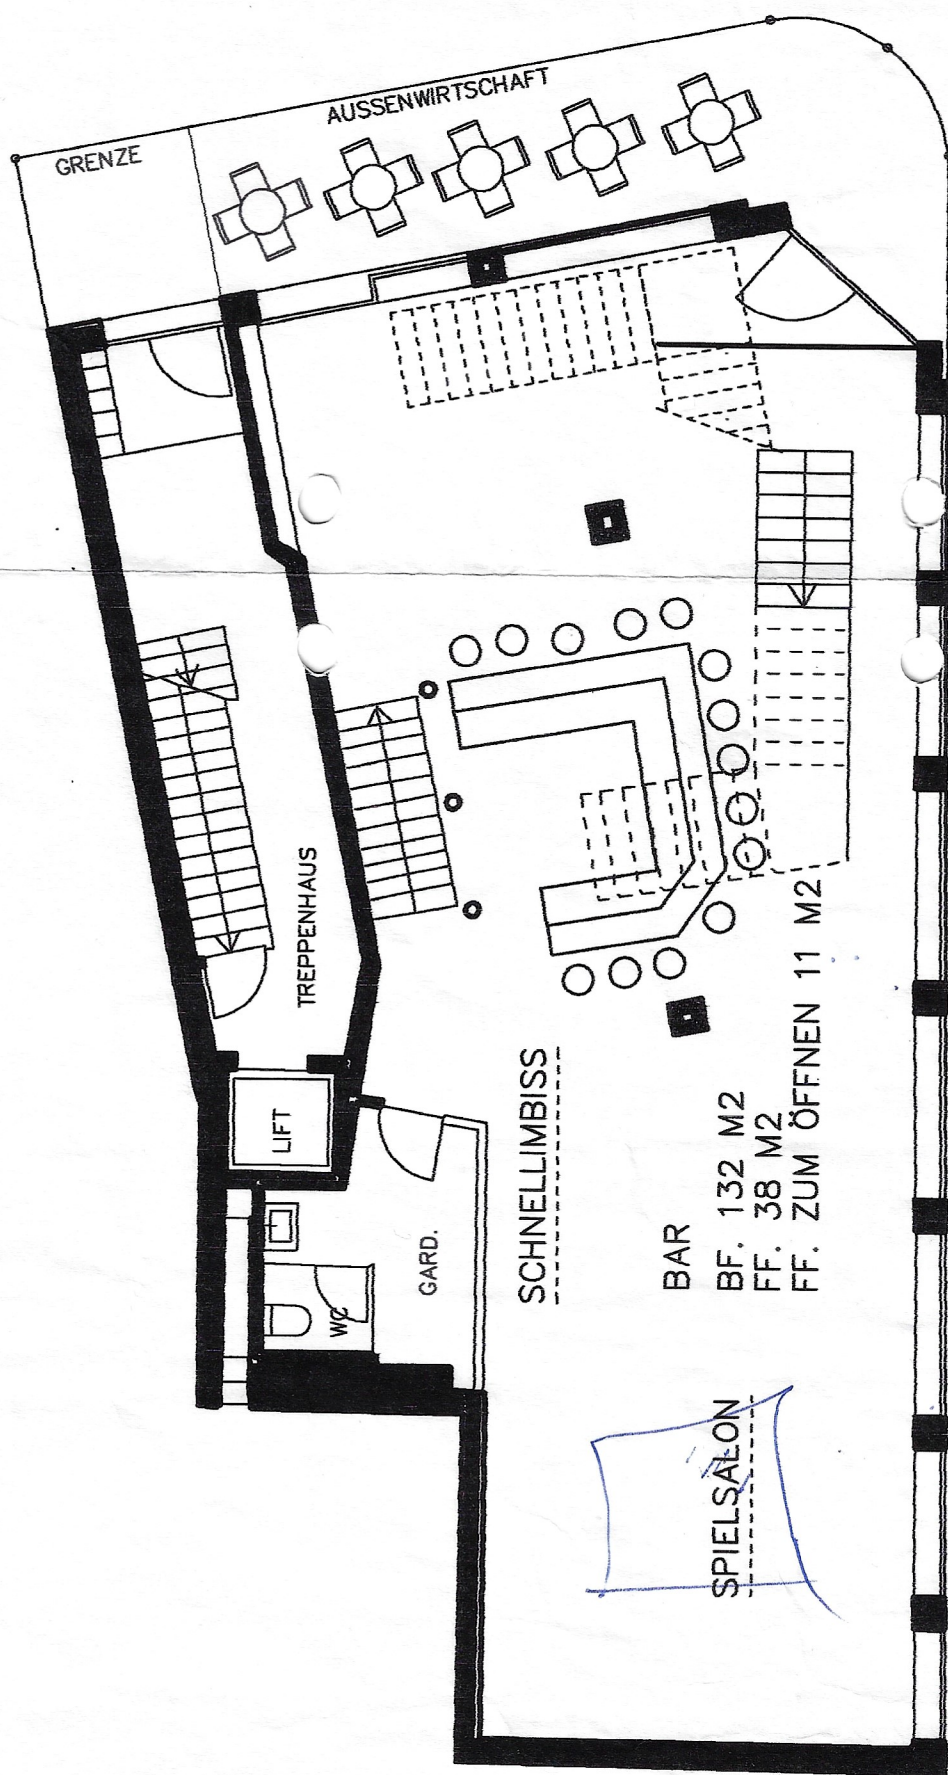 GRENZE
AUSSENWIRTSCHAFT
TREPPENHAUS
LIFT
WC
GARD.
SCHNELLIMBISS
BAR
BF. 132 M2
FF. 38 M2
FF. ZUM ÖFFNEN 11 M2
SPIELSALON